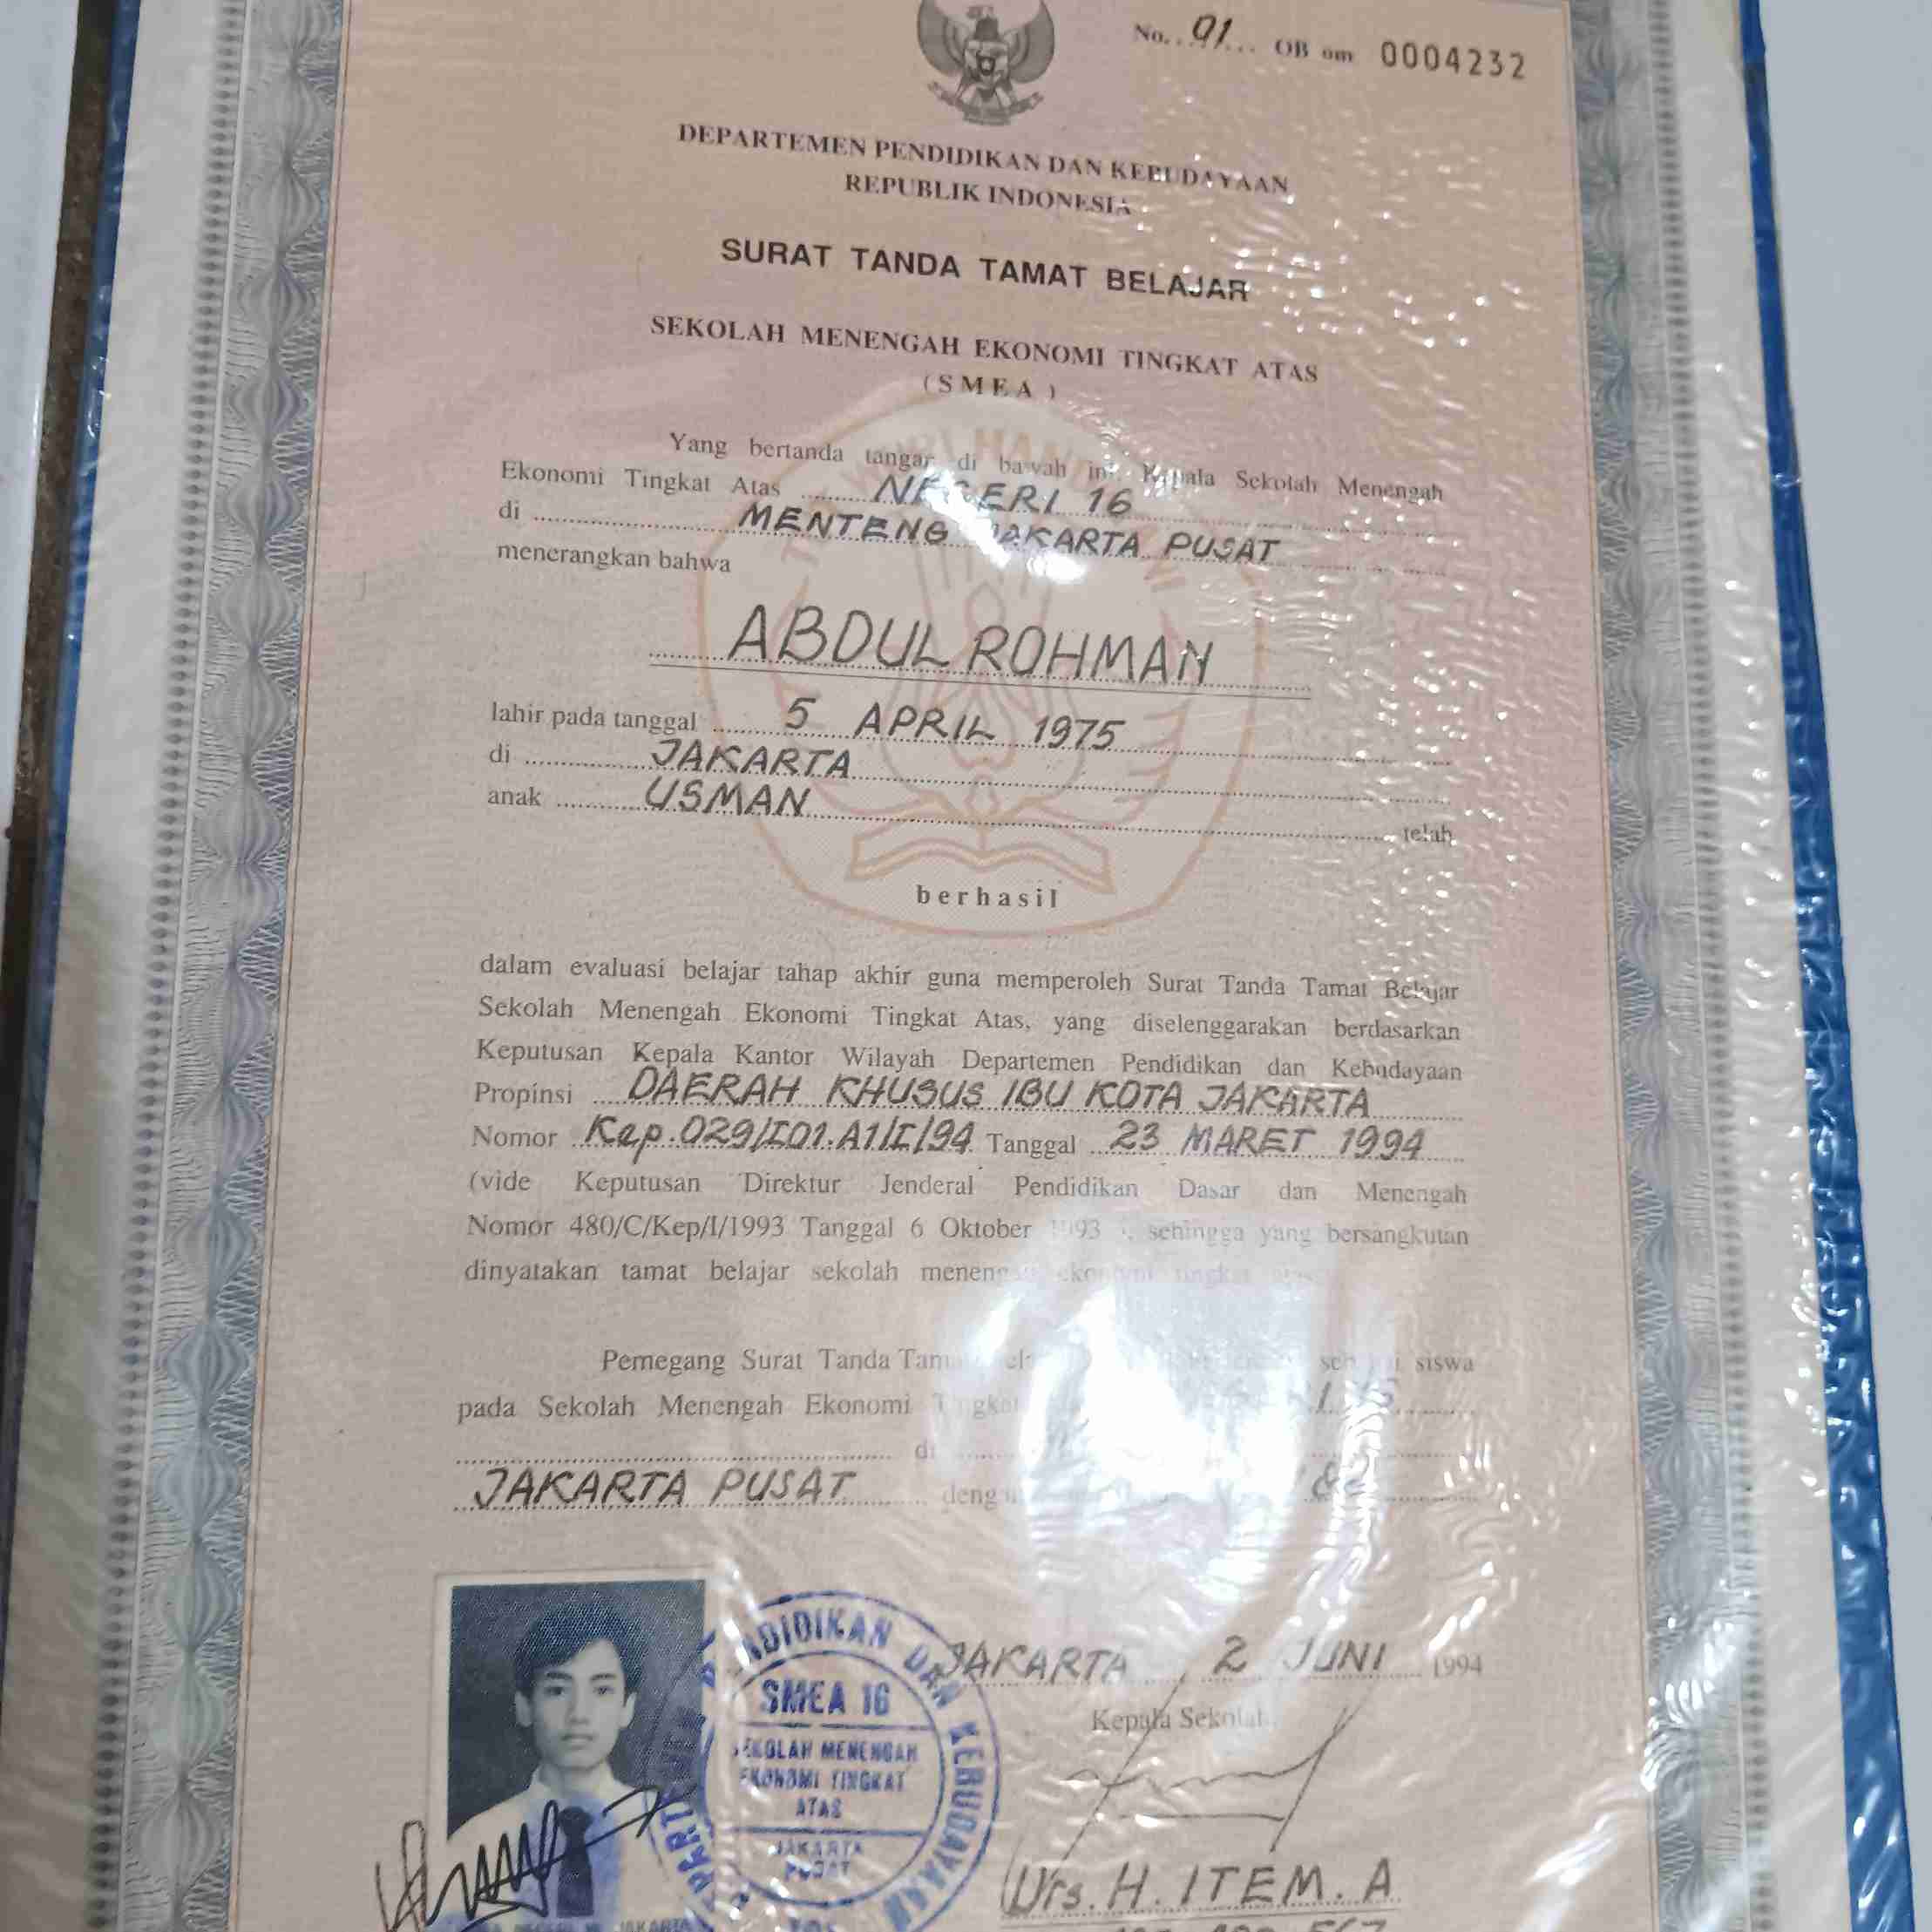 No. 01 OB om 0004232
DEPARTEMEN PENDIDIKAN DAN KEBUDAYAAN
REPUBLIK INDONESIA
SURAT TANDA TAMAT BELAJAR
SEKOLAH MENENGAH EKONOMI TINGKAT ATAS
(SMEA)
Yang bertanda tangan di bawah ini Kepala Sekolah Menengah
Ekonomi Tingkat Atas NEGERI 16
di MENTENG JAKARTA PUSAT
menerangkan bahwa
ABDUL ROHMAN
lahir pada tanggal 5 APRIL 1975
di JAKARTA
anak USMAN telah
berhasil
dalam evaluasi belajar tahap akhir guna memperoleh Surat Tanda Tamat Belajar
Sekolah Menengah Ekonomi Tingkat Atas, yang diselenggarakan berdasarkan
Keputusan Kepala Kantor Wilayah Departemen Pendidikan dan Kebudayaan
Propinsi DAERAH KHUSUS IBU KOTA JAKARTA
Nomor Kep.029/I01.A1/I/94 Tanggal 23 MARET 1994
(vide Keputusan Direktur Jenderal Pendidikan Dasar dan Menengah
Nomor 480/C/Kep/I/1993 Tanggal 6 Oktober 1993 ), sehingga yang bersangkutan
dinyatakan tamat belajar sekolah menengah ekonomi tingkat atas
Pemegang Surat Tanda Tamat siswa
pada Sekolah Menengah Ekonomi Tingkat
di
JAKARTA PUSAT
PENDIDIKAN DAN KEBUDAYAAN
SMEA 16
SEKOLAH MENENGAH
EKONOMI TINGKAT
ATAS
JAKARTA
PUSAT
JAKARTA, 2 JUNI 1994
Kepala Sekolah,
Drs. H. ITEM. A